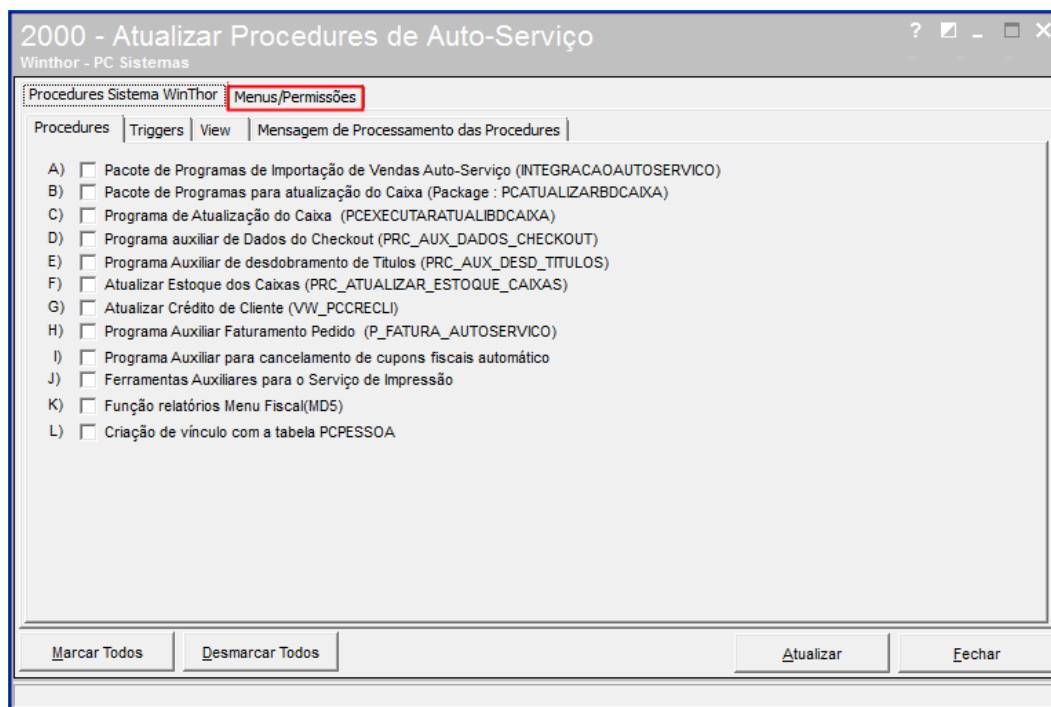 2000 - Atualizar Procedures de Auto-Serviço
Winthor - PC Sistemas
Procedures Sistema WinThor Menus/Permissões
Procedures Triggers View Mensagem de Processamento das Procedures
A) Pacote de Programas de Importação de Vendas Auto-Serviço (INTEGRACAOAUTOSERVICO)
B) Pacote de Programas para atualização do Caixa (Package : PCATUALIZARBDCAIXA)
C) Programa de Atualização do Caixa (PCEXECUTARATUALIBDCAIXA)
D) Programa auxiliar de Dados do Checkout (PRC_AUX_DADOS_CHECKOUT)
E) Programa Auxiliar de desdobramento de Titulos (PRC_AUX_DESD_TITULOS)
F) Atualizar Estoque dos Caixas (PRC_ATUALIZAR_ESTOQUE_CAIXAS)
G) Atualizar Crédito de Cliente (VW_PCCRECLI)
H) Programa Auxiliar Faturamento Pedido (P_FATURA_AUTOSERVICO)
I) Programa Auxiliar para cancelamento de cupons fiscais automático
J) Ferramentas Auxiliares para o Serviço de Impressão
K) Função relatórios Menu Fiscal(MD5)
L) Criação de vínculo com a tabela PCPESSOA
Marcar Todos Desmarcar Todos Atualizar Fechar